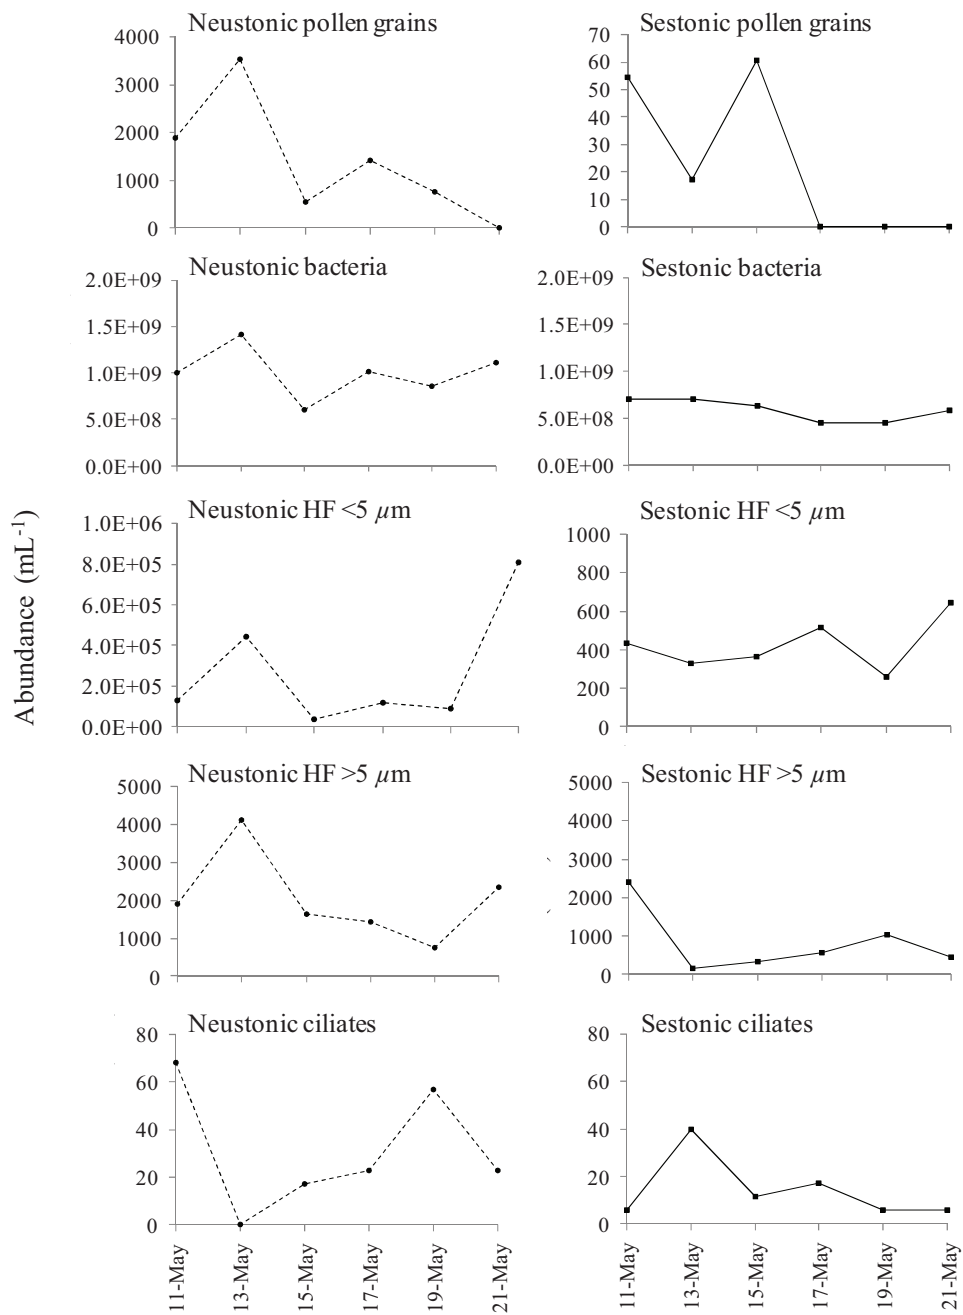 Neustonic pollen grains
4000
3000
2000
1000
0
Sestonic pollen grains
70
60
50
40
30
20
10
0
Neustonic bacteria
2.0E+09
1.5E+09
1.0E+09
5.0E+08
0.0E+00
Sestonic bacteria
2.0E+09
1.5E+09
1.0E+09
5.0E+08
0.0E+00
Abundance (mL⁻¹)
Neustonic HF <5 µm
1.0E+06
8.0E+05
6.0E+05
4.0E+05
2.0E+05
0.0E+00
Sestonic HF <5 µm
1000
800
600
400
200
0
Neustonic HF >5 µm
5000
4000
3000
2000
1000
0
Sestonic HF >5 µm
5000
4000
3000
2000
1000
0
Neustonic ciliates
80
60
40
20
0
11-May
13-May
15-May
17-May
19-May
21-May
Sestonic ciliates
80
60
40
20
0
11-May
13-May
15-May
17-May
19-May
21-May